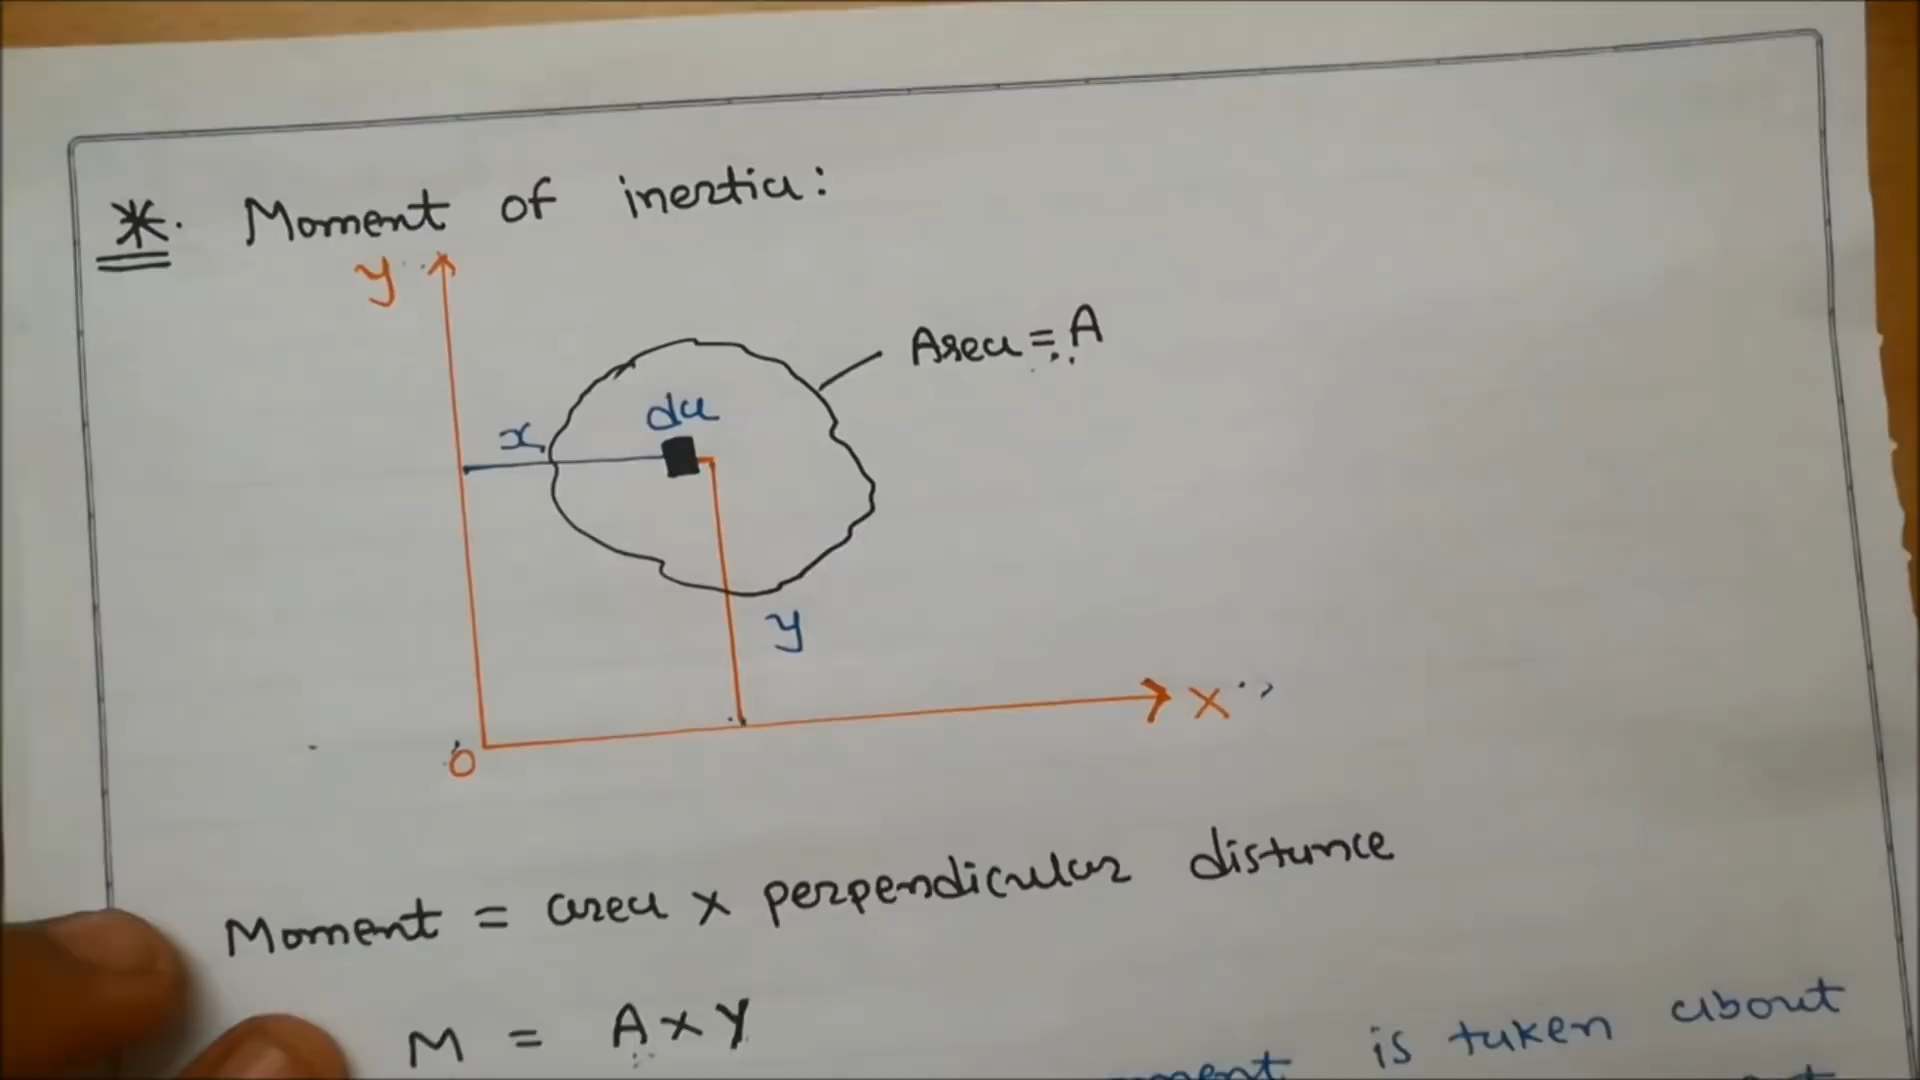 * Moment of inertia:
y
Area = A
da
x
y
X
O
Moment = area x perpendicular distance
M = A x y
is taken about